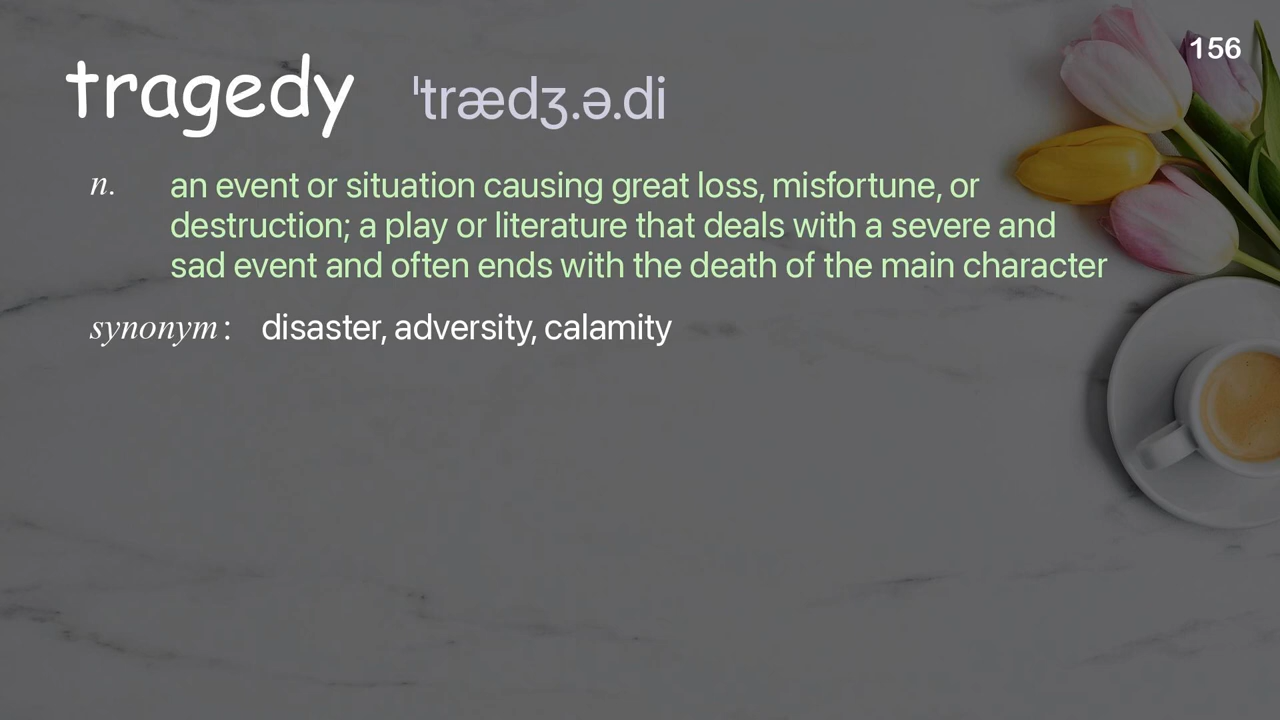 156
tragedy ˈtrædʒ.ə.di
n. an event or situation causing great loss, misfortune, or
destruction; a play or literature that deals with a severe and
sad event and often ends with the death of the main character
synonym: disaster, adversity, calamity